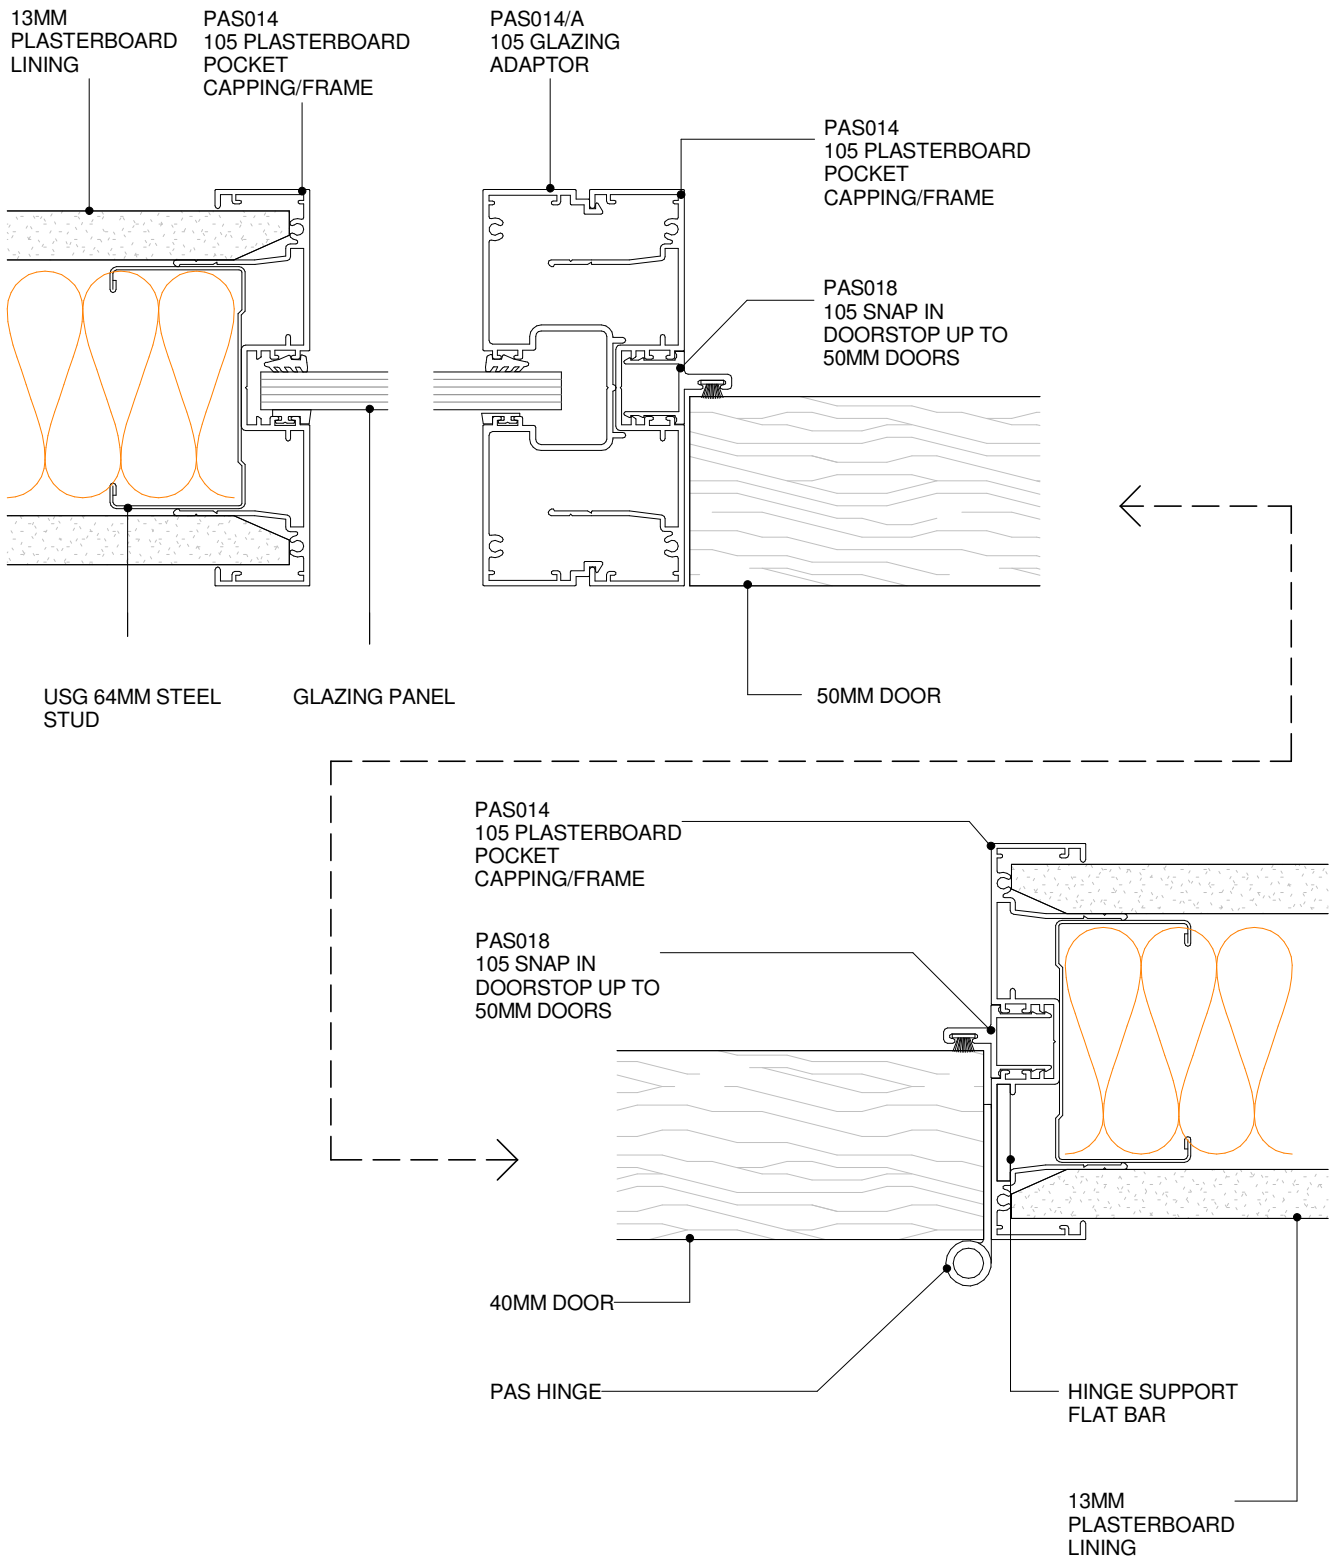 13MM
PLASTERBOARD
LINING
PAS014
105 PLASTERBOARD
POCKET
CAPPING/FRAME
PAS014/A
105 GLAZING
ADAPTOR
PAS014
105 PLASTERBOARD
POCKET
CAPPING/FRAME
PAS018
105 SNAP IN
DOORSTOP UP TO
50MM DOORS
USG 64MM STEEL
STUD
GLAZING PANEL
50MM DOOR
PAS014
105 PLASTERBOARD
POCKET
CAPPING/FRAME
PAS018
105 SNAP IN
DOORSTOP UP TO
50MM DOORS
40MM DOOR
PAS HINGE
HINGE SUPPORT
FLAT BAR
13MM
PLASTERBOARD
LINING